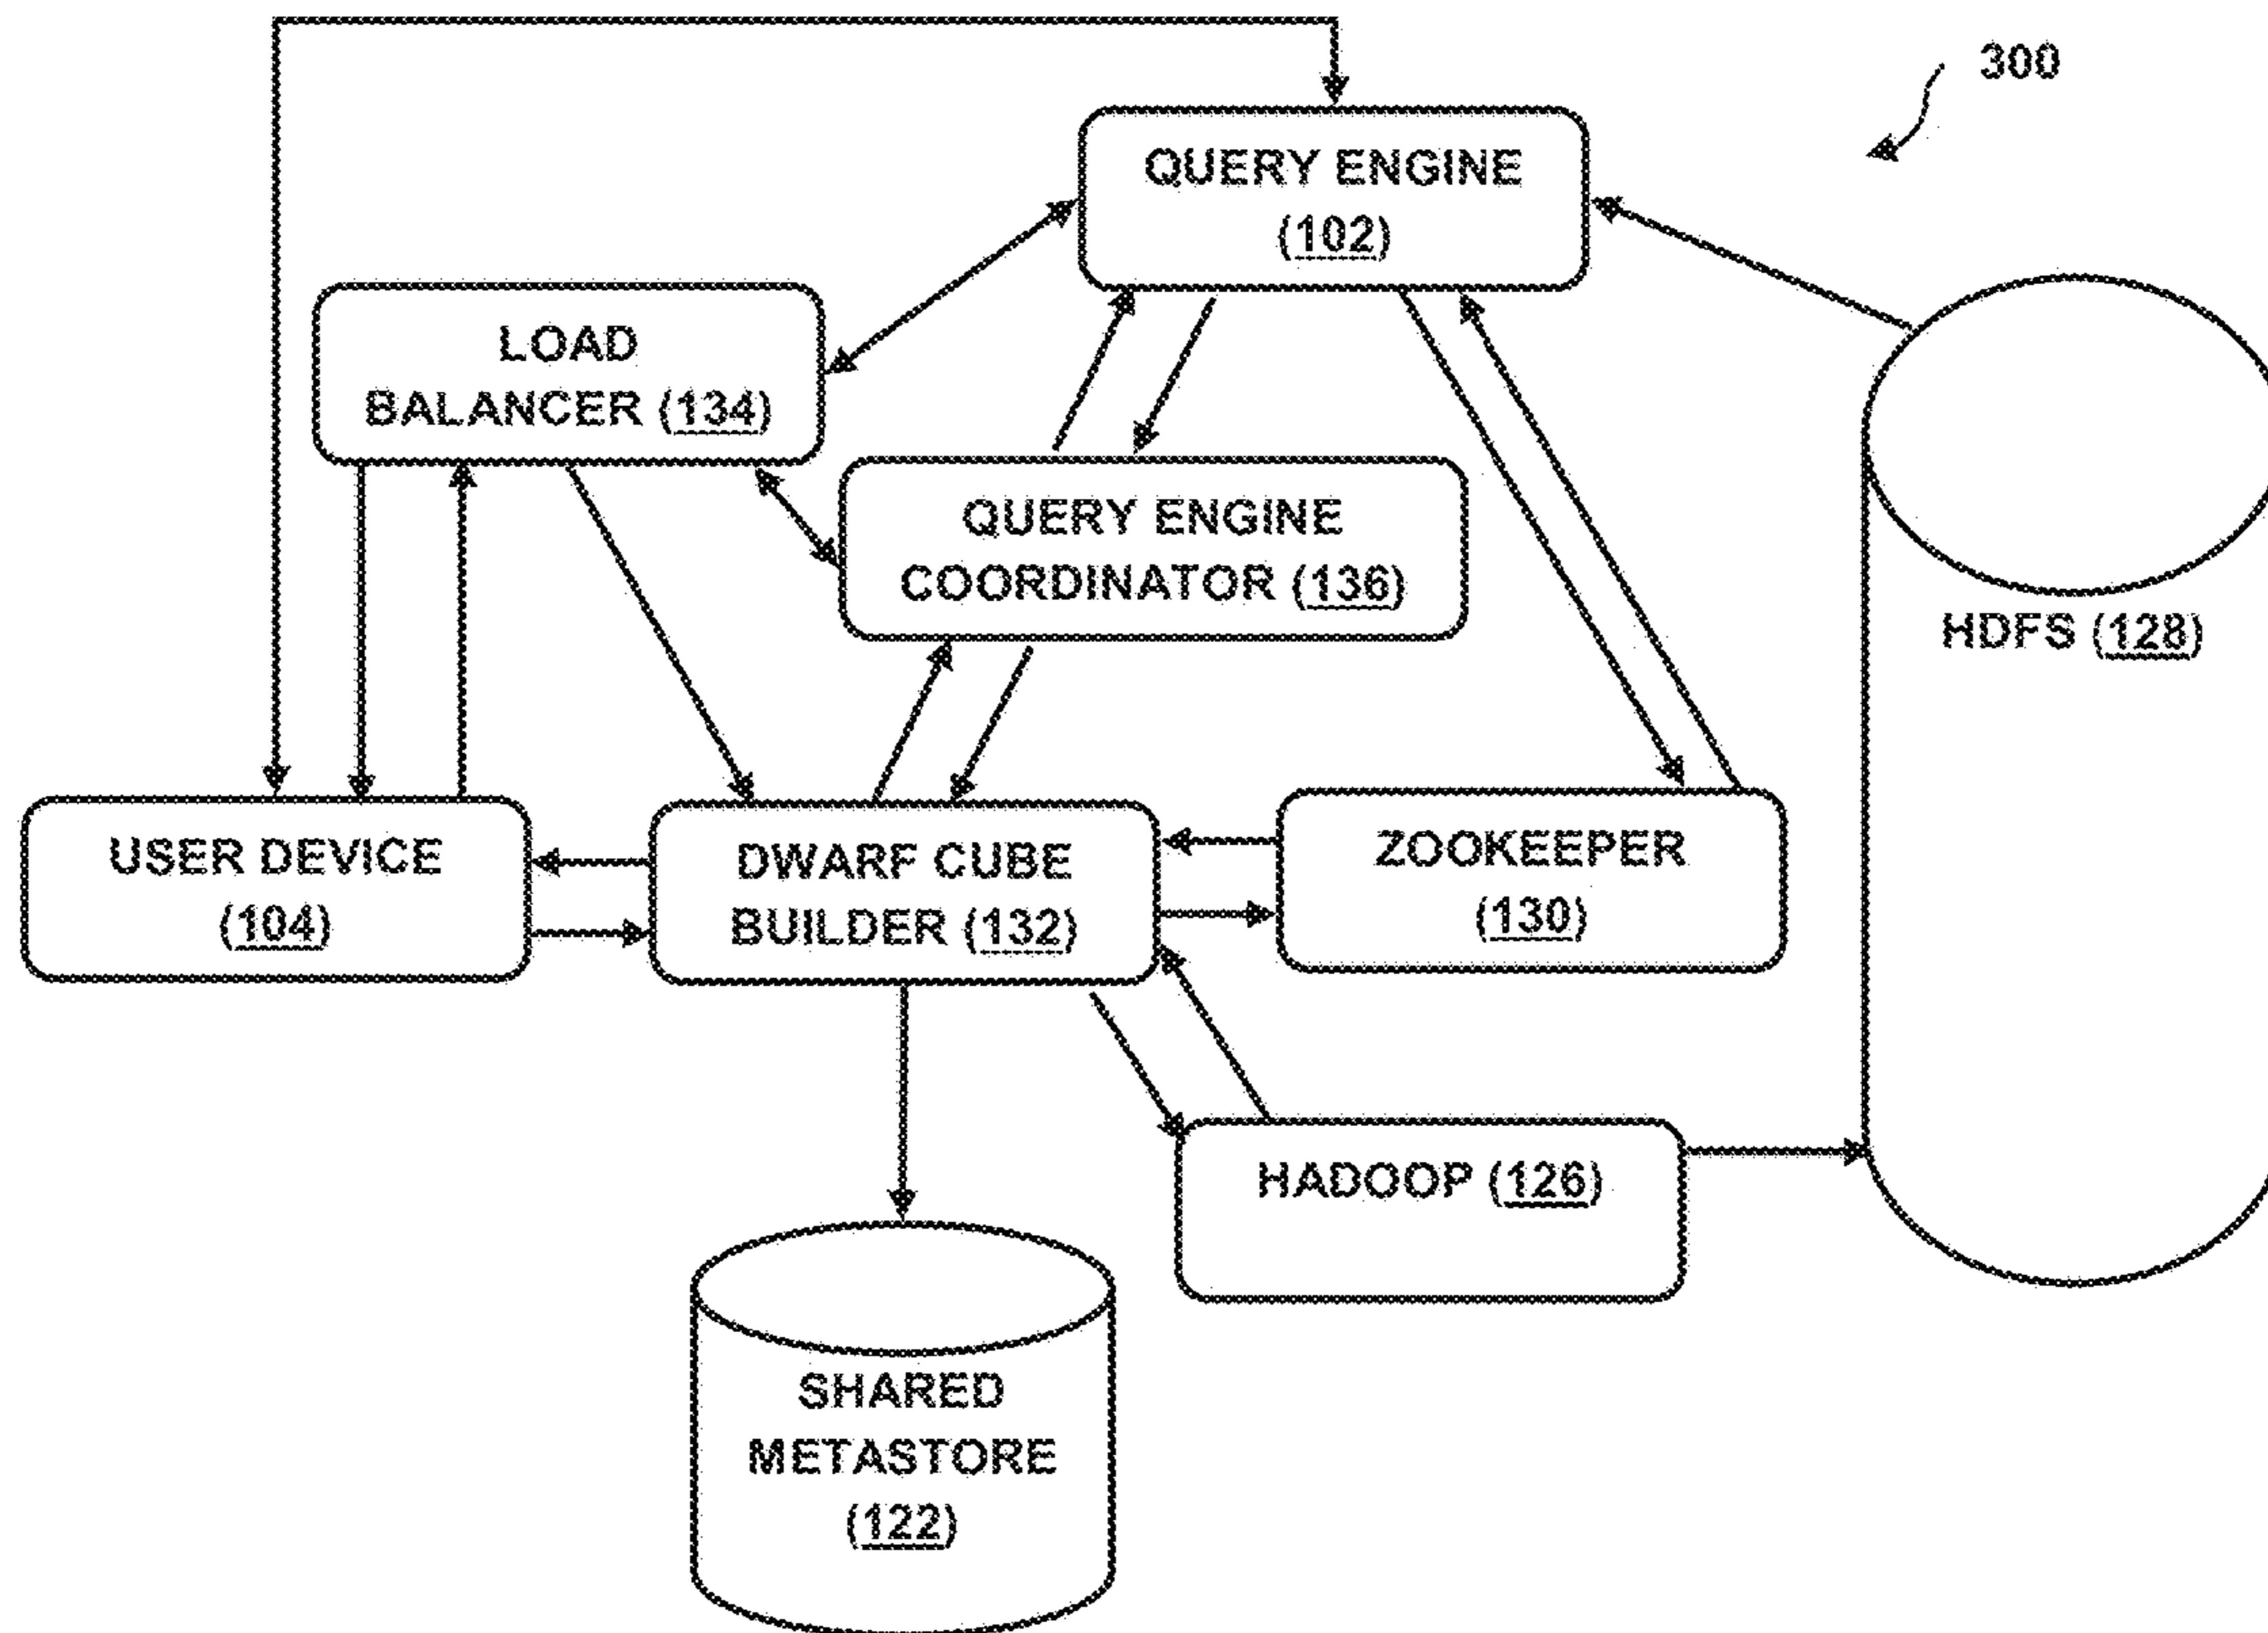 300
QUERY ENGINE
(102)
LOAD
BALANCER (134)
QUERY ENGINE
COORDINATOR (136)
HDFS (128)
USER DEVICE
(104)
DWARF CUBE
BUILDER (132)
ZOOKEEPER
(130)
HADOOP (126)
SHARED
METASTORE
(122)